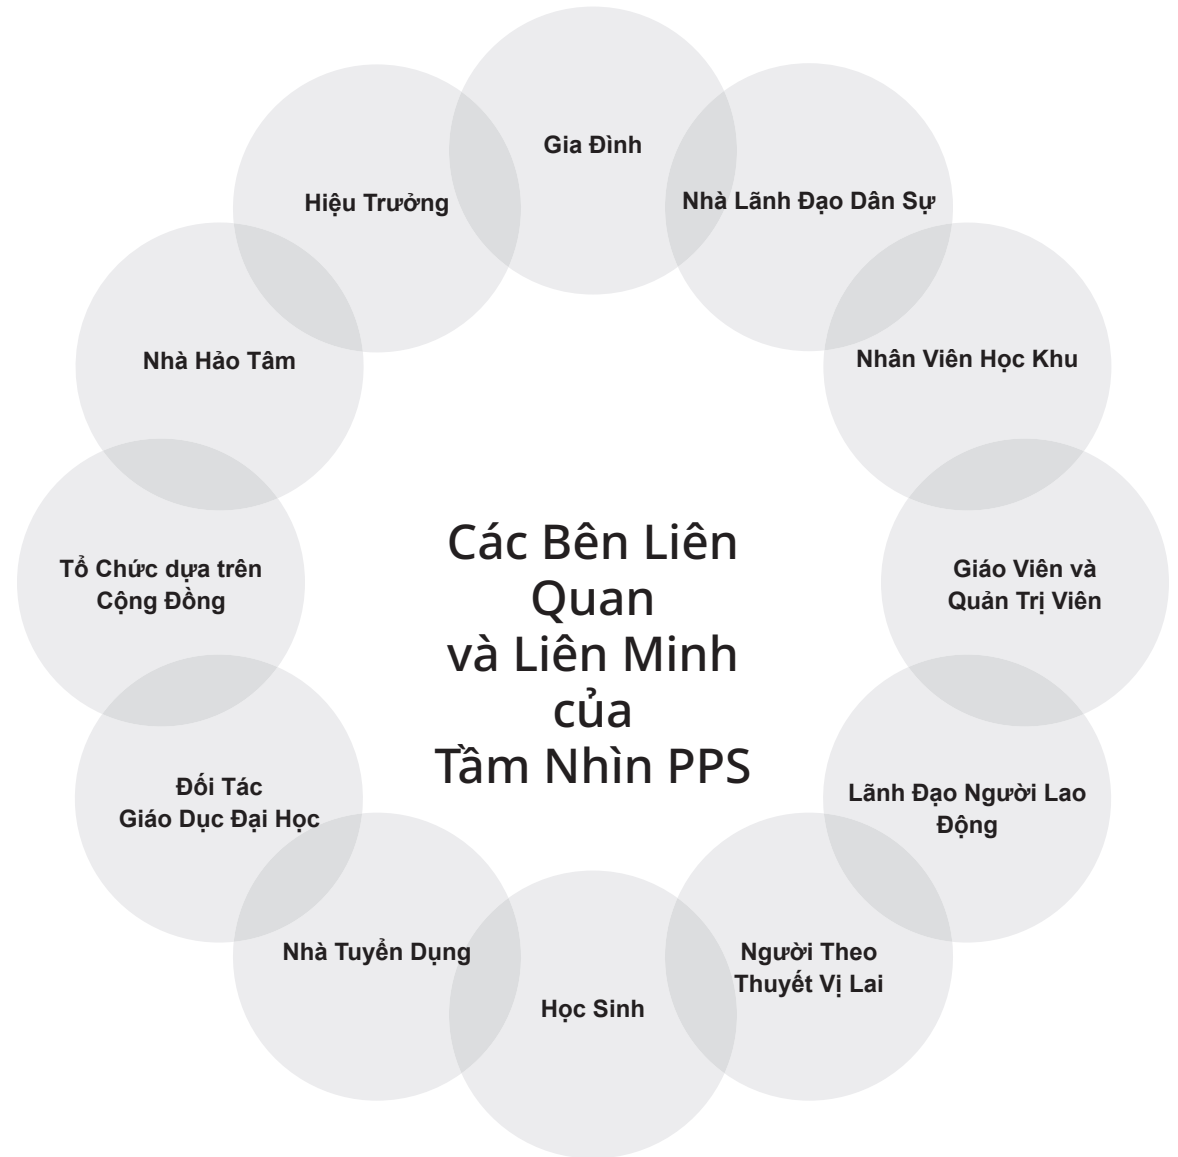 Gia Đình
Nhà Lãnh Đạo Dân Sự
Hiệu Trưởng
Nhân Viên Học Khu
Nhà Hảo Tâm
Các Bên Liên
Quan
và Liên Minh
của
Tầm Nhìn PPS
Tổ Chức dựa trên
Cộng Đồng
Giáo Viên và
Quản Trị Viên
Đối Tác
Giáo Dục Đại Học
Lãnh Đạo Người Lao
Động
Nhà Tuyển Dụng
Người Theo
Thuyết Vị Lai
Học Sinh